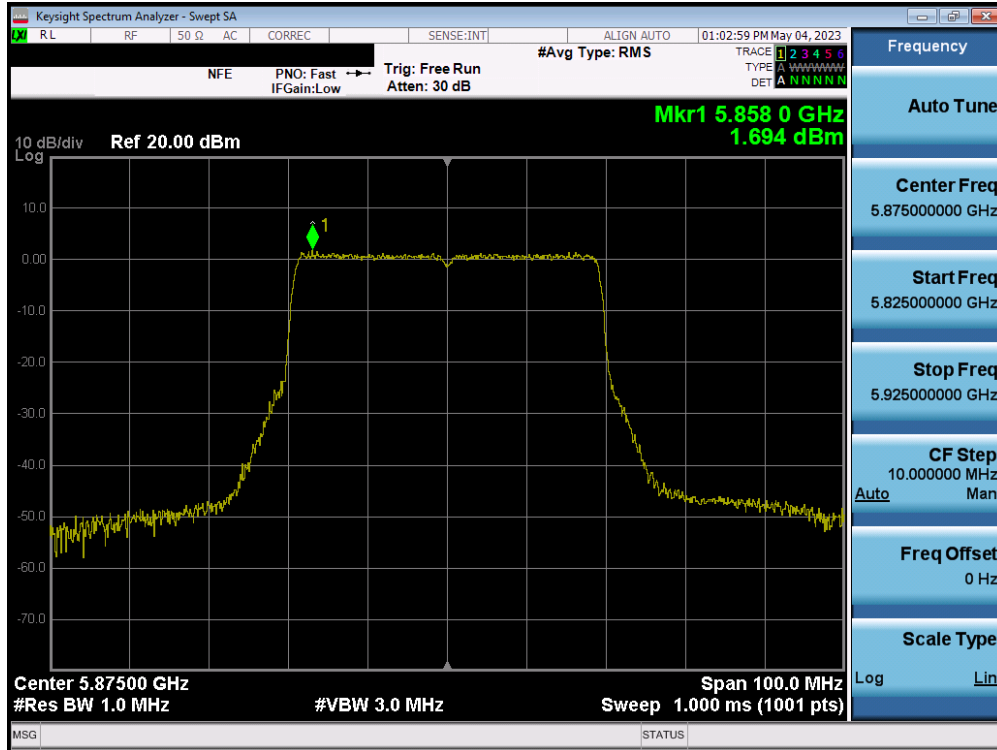 Keysight Spectrum Analyzer - Swept SA
LXI RL RF 50 Ω AC CORREC SENSE:INT ALIGN AUTO 01:02:59 PM May 04, 2023
NFE PNO: Fast Trig: Free Run #Avg Type: RMS TRACE 1 2 3 4 5 6
IFGain:Low Atten: 30 dB TYPE A WWWWW
DET A N N N N N
Mkr1 5.858 0 GHz
1.694 dBm
10 dB/div Ref 20.00 dBm
Log
10.0
1
0.00
-10.0
-20.0
-30.0
-40.0
-50.0
-60.0
-70.0
Center 5.87500 GHz Span 100.0 MHz
#Res BW 1.0 MHz #VBW 3.0 MHz Sweep 1.000 ms (1001 pts)
MSG STATUS
Frequency
Auto Tune
Center Freq
5.875000000 GHz
Start Freq
5.825000000 GHz
Stop Freq
5.925000000 GHz
CF Step
10.000000 MHz
Auto Man
Freq Offset
0 Hz
Scale Type
Log Lin